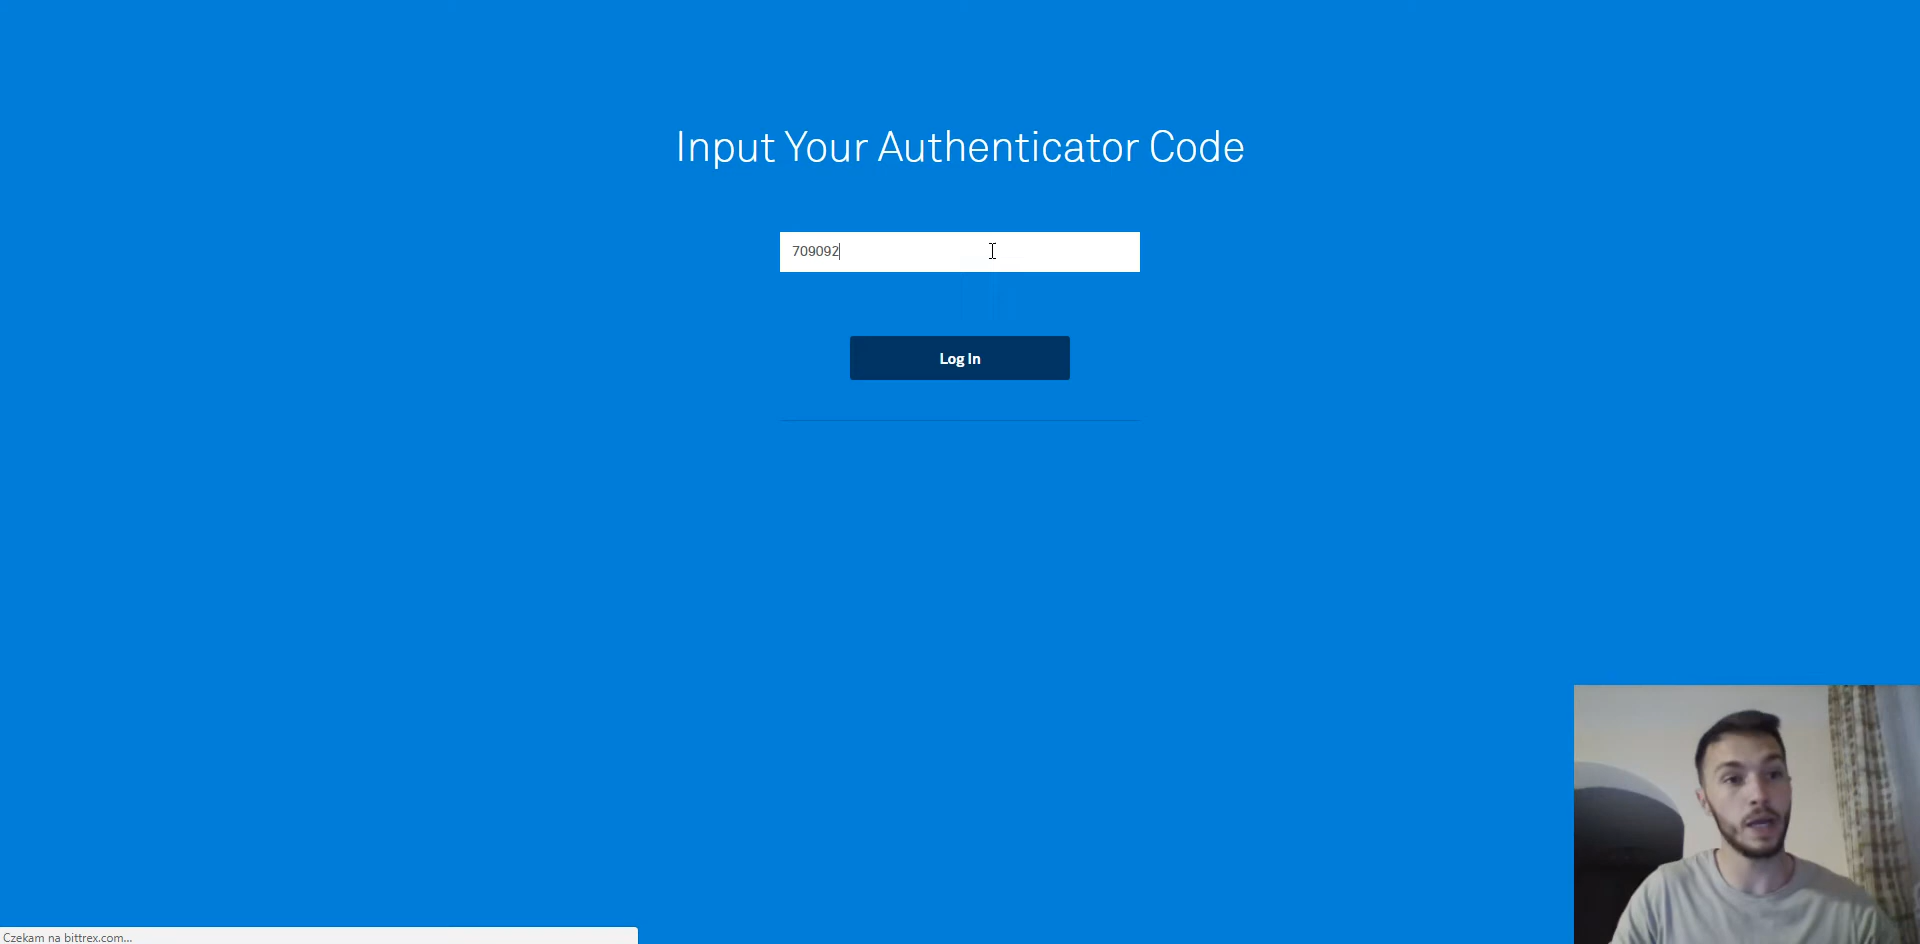 Input Your Authenticator Code
709092
Log In
Czekam na bittrex.com...